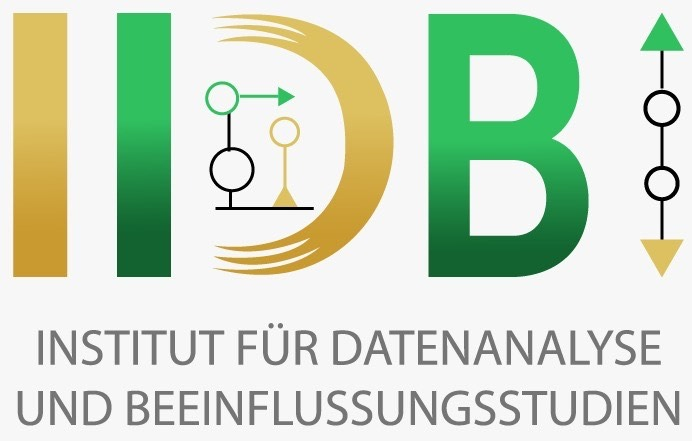 IIDB
INSTITUT FÜR DATENANALYSE
UND BEEINFLUSSUNGSSTUDIEN